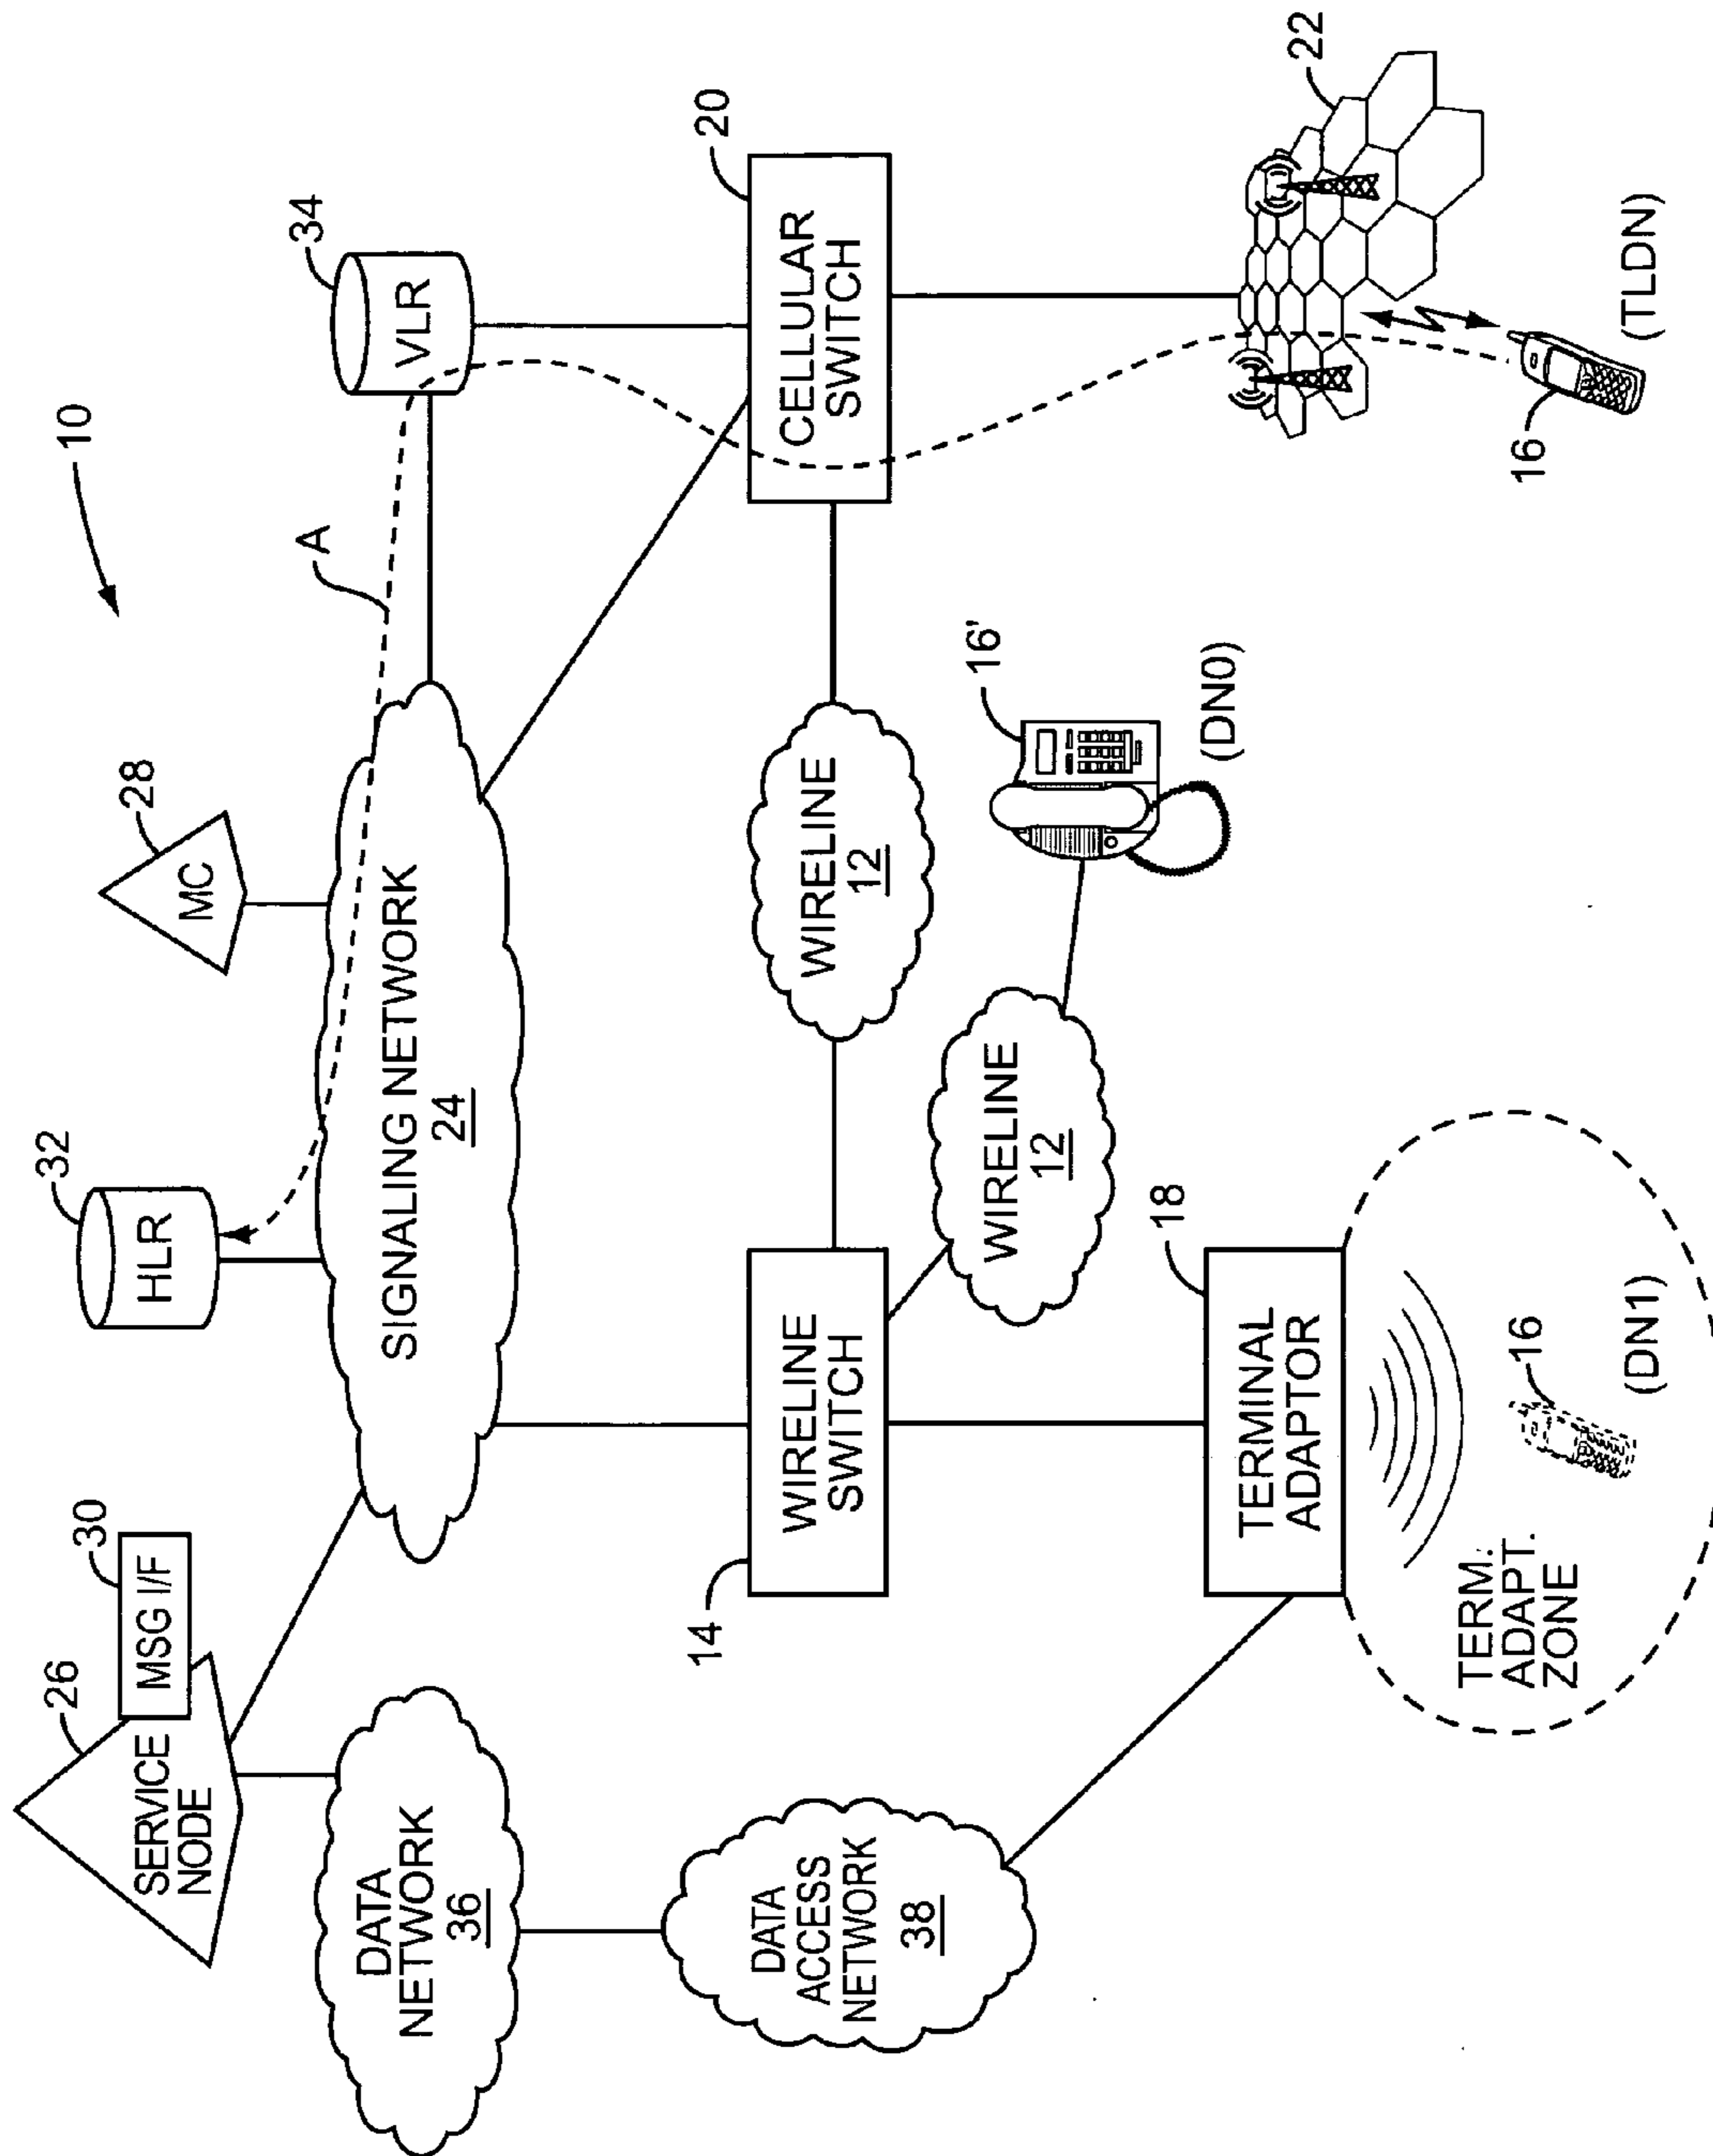 10
26
SERVICE
NODE
30
MSG I/F
32
HLR
28
MC
A
34
VLR
SIGNALING NETWORK
24
DATA
NETWORK
36
DATA
ACCESS
NETWORK
38
14
WIRELINE
SWITCH
WIRELINE
12
20
CELLULAR
SWITCH
WIRELINE
12
16'
(DN0)
18
TERMINAL
ADAPTOR
TERM.
ADAPT.
ZONE
16
(DN1)
22
16
(TLDN)